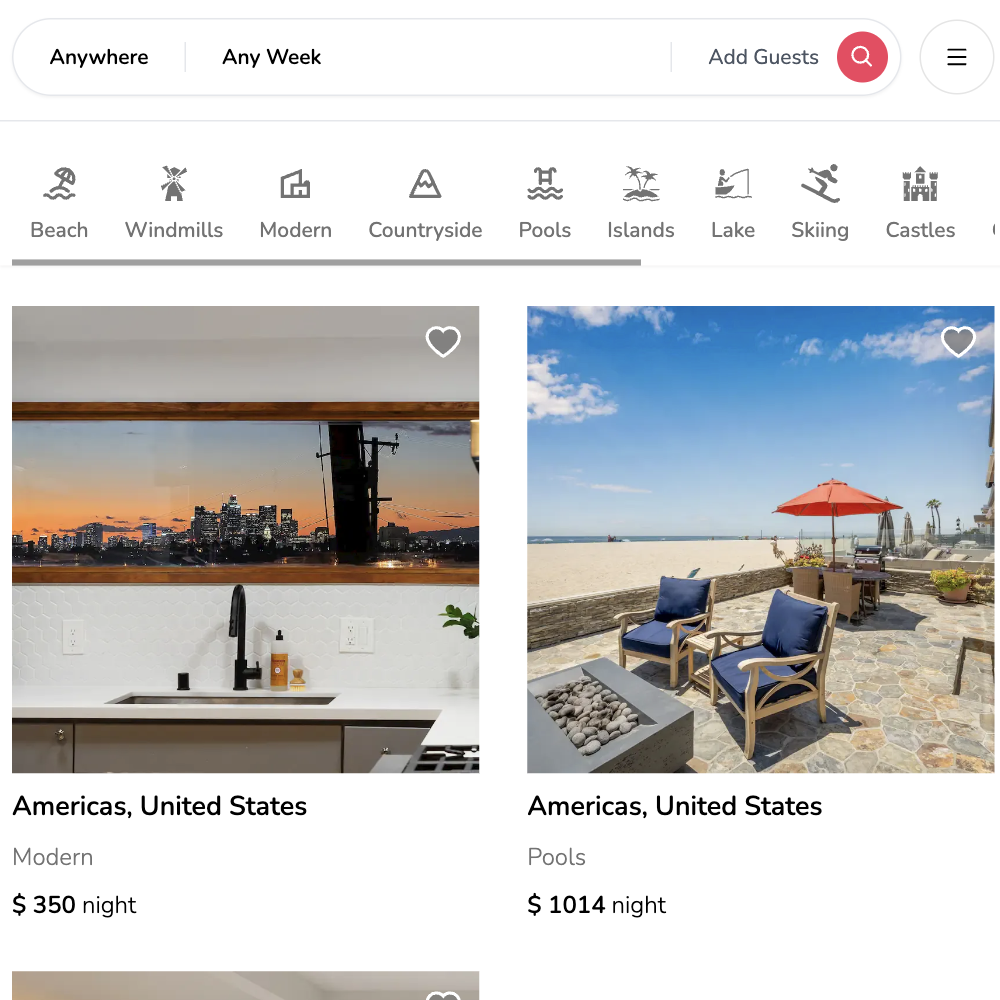 Anywhere
Any Week
Add Guests
Beach
Windmills
Modern
Countryside
Pools
Islands
Lake
Skiing
Castles
Americas, United States
Modern
$ 350 night
Americas, United States
Pools
$ 1014 night